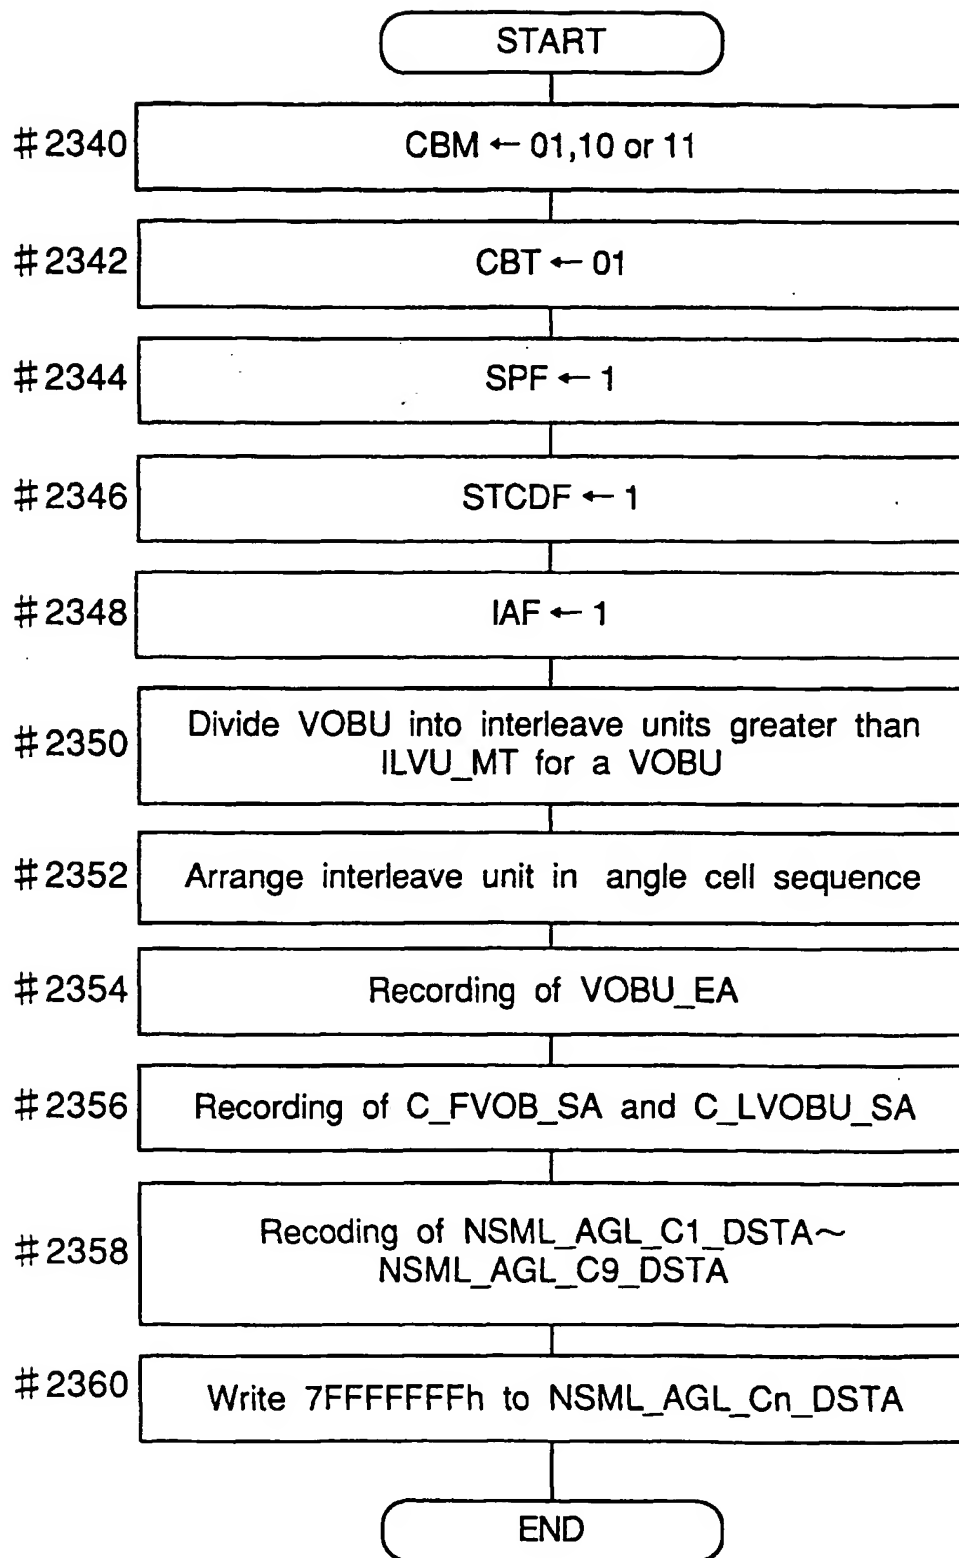 START
#2340 CBM ← 01,10 or 11
#2342 CBT ← 01
#2344 SPF ← 1
#2346 STCDF ← 1
#2348 IAF ← 1
#2350 Divide VOBU into interleave units greater than
ILVU_MT for a VOBU
#2352 Arrange interleave unit in angle cell sequence
#2354 Recording of VOBU_EA
#2356 Recording of C_FVOB_SA and C_LVOBU_SA
#2358 Recoding of NSML_AGL_C1_DSTA~
NSML_AGL_C9_DSTA
#2360 Write 7FFFFFFFh to NSML_AGL_Cn_DSTA
END